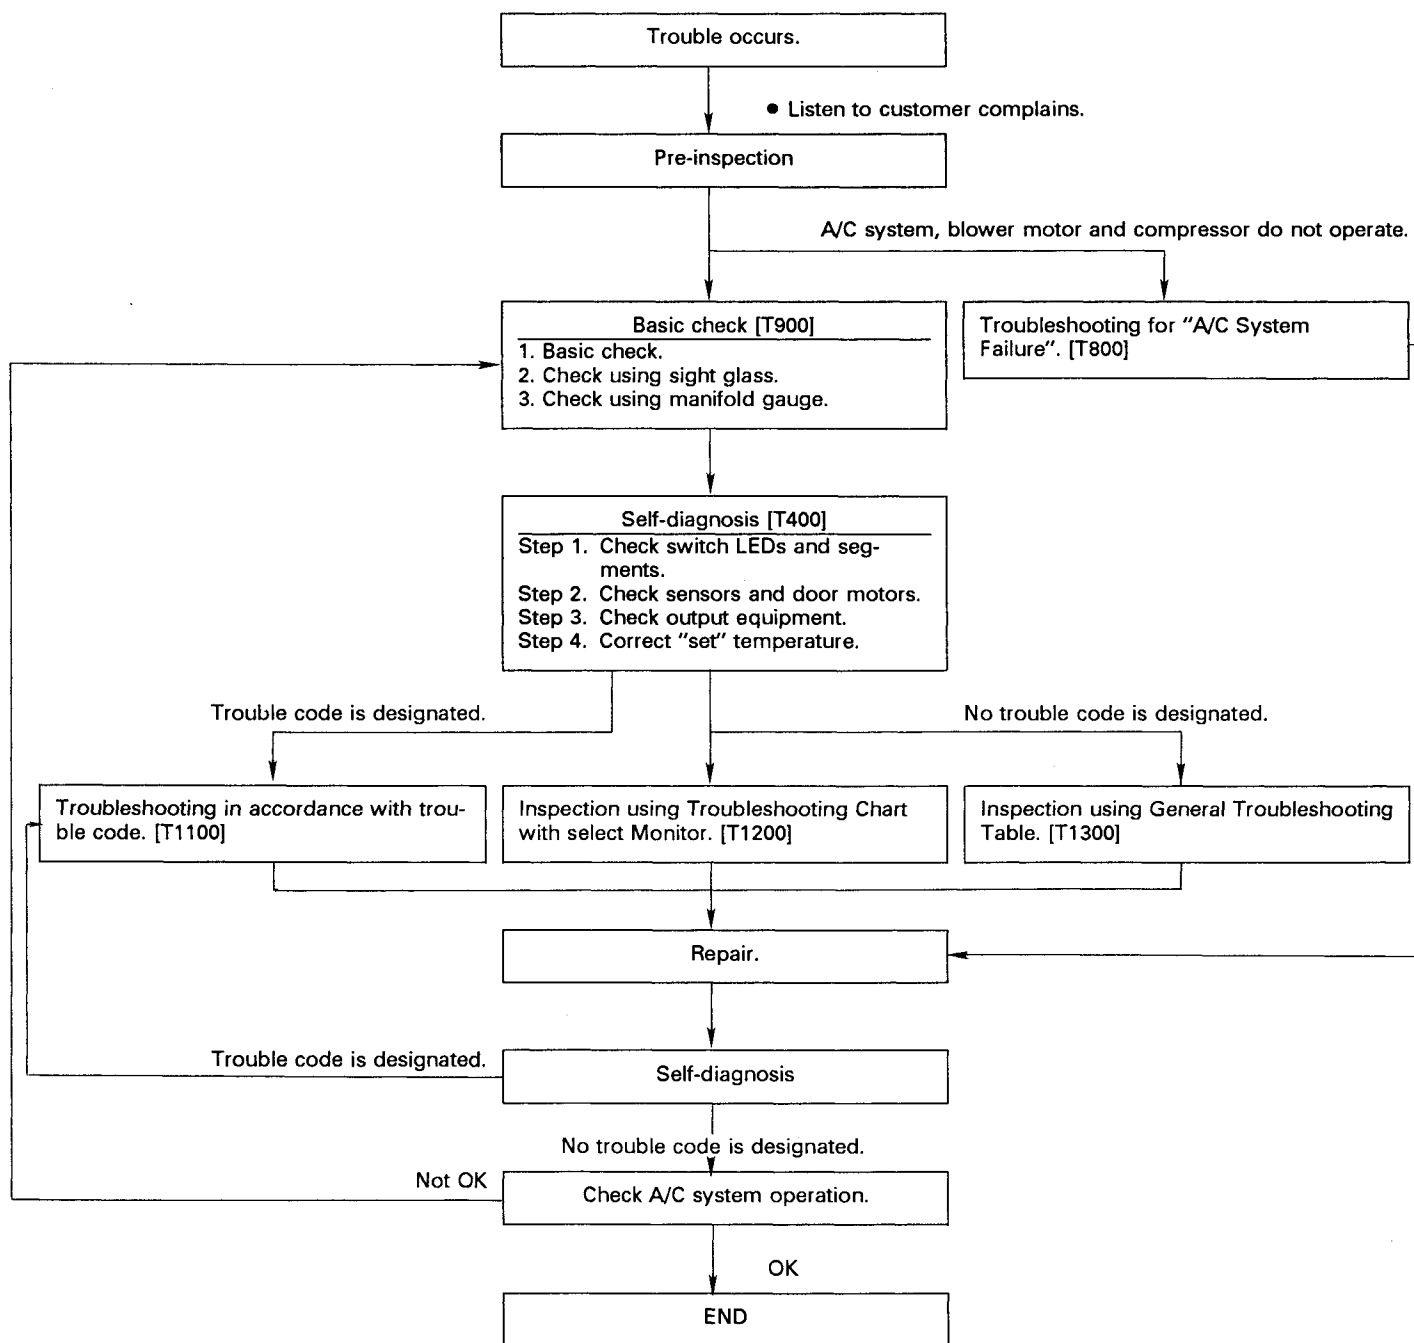 Trouble occurs.
● Listen to customer complains.
Pre-inspection
A/C system, blower motor and compressor do not operate.
Basic check [T900]
1. Basic check.
2. Check using sight glass.
3. Check using manifold gauge.
Troubleshooting for "A/C System
Failure". [T800]
Self-diagnosis [T400]
Step 1. Check switch LEDs and seg-
ments.
Step 2. Check sensors and door motors.
Step 3. Check output equipment.
Step 4. Correct "set" temperature.
Trouble code is designated.
No trouble code is designated.
Troubleshooting in accordance with trou-
ble code. [T1100]
Inspection using Troubleshooting Chart
with select Monitor. [T1200]
Inspection using General Troubleshooting
Table. [T1300]
Repair.
Trouble code is designated.
Self-diagnosis
No trouble code is designated.
Not OK
Check A/C system operation.
OK
END